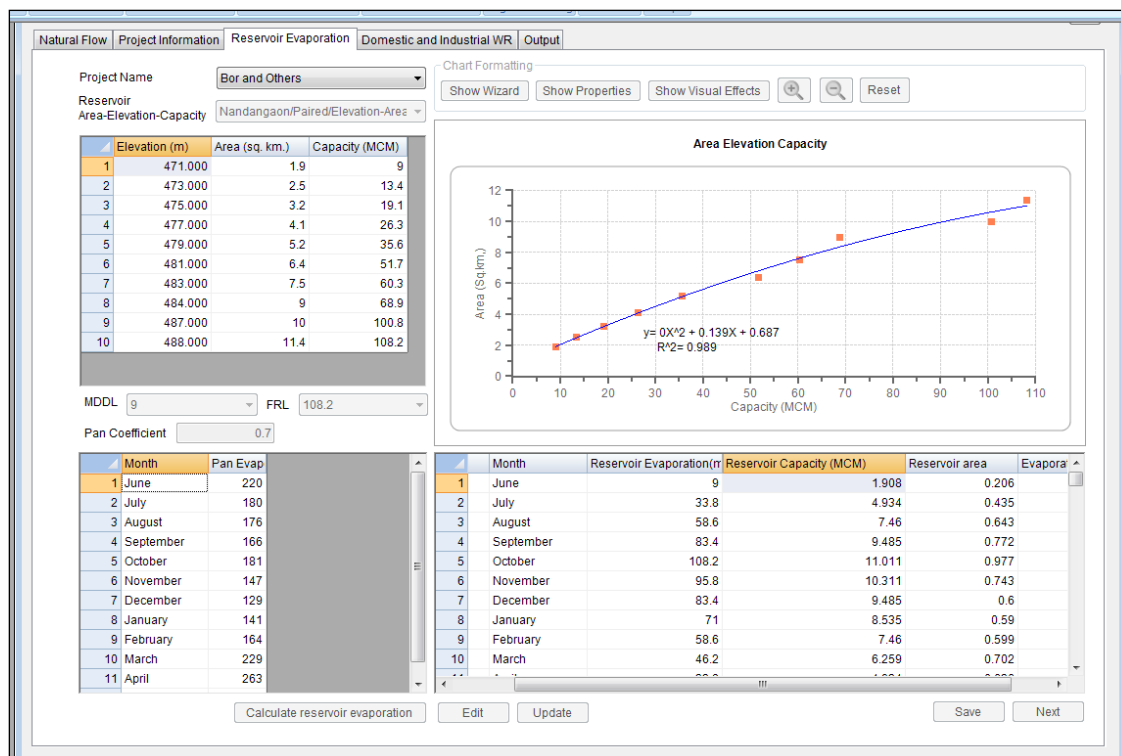 Natural Flow Project Information Reservoir Evaporation Domestic and Industrial WR Output
Project Name Bor and Others
Reservoir
Area-Elevation-Capacity Nandangaon/Paired/Elevation-Area
Elevation (m) Area (sq. km.) Capacity (MCM)
1 471.000 1.9 9
2 473.000 2.5 13.4
3 475.000 3.2 19.1
4 477.000 4.1 26.3
5 479.000 5.2 35.6
6 481.000 6.4 51.7
7 483.000 7.5 60.3
8 484.000 9 68.9
9 487.000 10 100.8
10 488.000 11.4 108.2
MDDL 9 FRL 108.2
Pan Coefficient 0.7
Chart Formatting
Show Wizard Show Properties Show Visual Effects Reset
Area Elevation Capacity
Area (Sq.km,)
12
10
8
6
4
2
0
y= 0X^2 + 0.139X + 0.687
R^2= 0.989
0 10 20 30 40 50 60 70 80 90 100 110
Capacity (MCM)
Month Pan Evap
1 June 220
2 July 180
3 August 176
4 September 166
5 October 181
6 November 147
7 December 129
8 January 141
9 February 164
10 March 229
11 April 263
Month Reservoir Evaporation(m Reservoir Capacity (MCM) Reservoir area Evapora
1 June 9 1.908 0.206
2 July 33.8 4.934 0.435
3 August 58.6 7.46 0.643
4 September 83.4 9.485 0.772
5 October 108.2 11.011 0.977
6 November 95.8 10.311 0.743
7 December 83.4 9.485 0.6
8 January 71 8.535 0.59
9 February 58.6 7.46 0.599
10 March 46.2 6.259 0.702
Calculate reservoir evaporation Edit Update Save Next